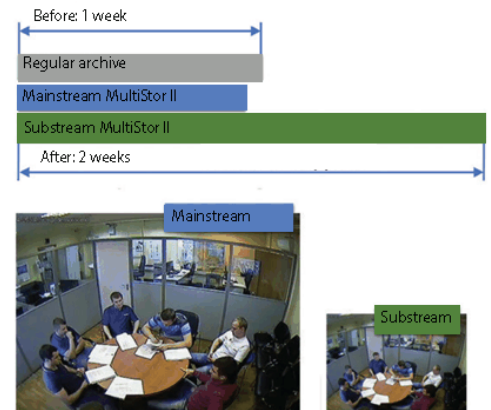 Before: 1 week
Regular archive
Mainstream MultiStor II
Substream MultiStor II
After: 2 weeks
Mainstream
Substream